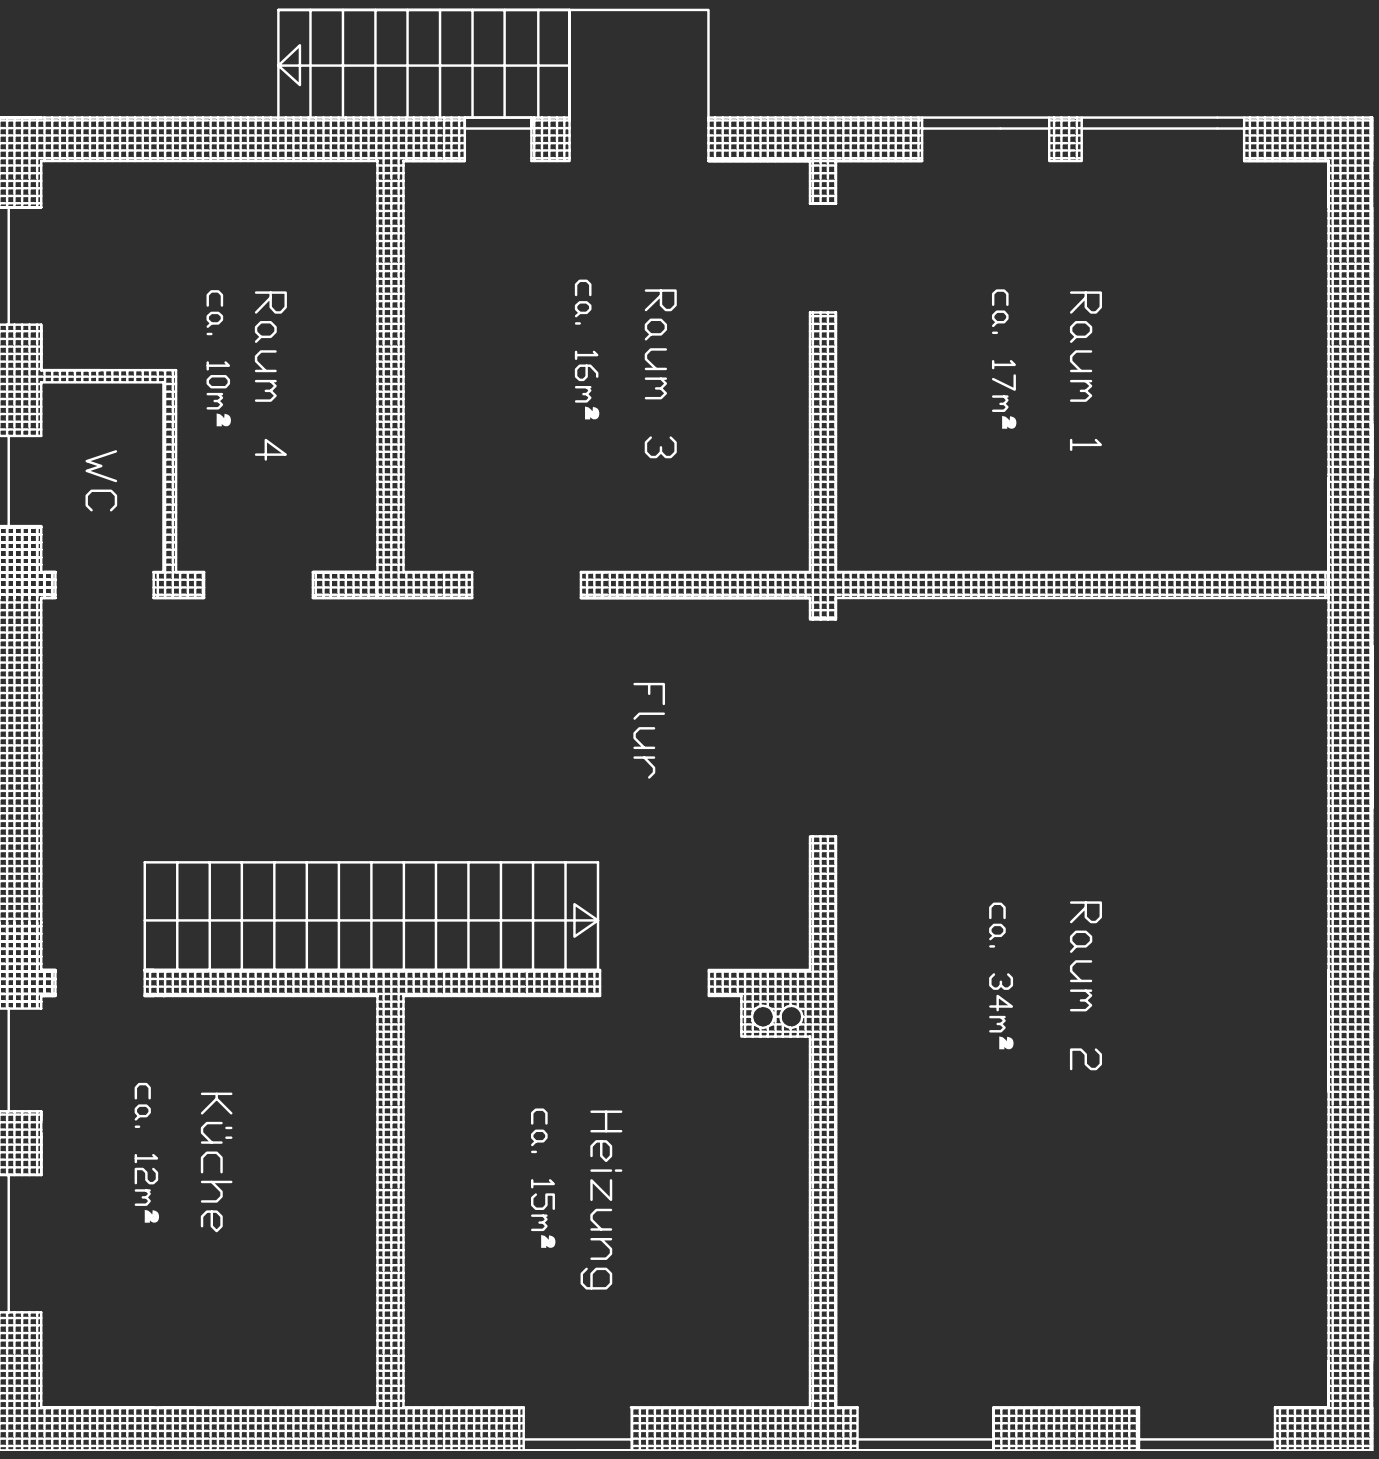 Raum 1
ca. 17m²
Raum 2
ca. 34m²
Raum 3
ca. 16m²
Flur
Heizung
ca. 15m²
Raum 4
ca. 10m²
Küche
ca. 12m²
WC